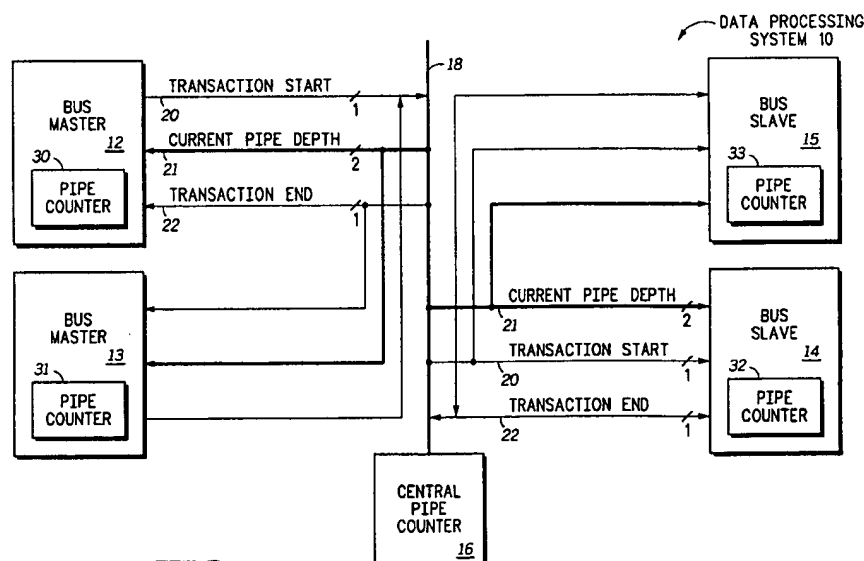 DATA PROCESSING
SYSTEM 10
18
BUS
MASTER
12
30
PIPE
COUNTER
TRANSACTION START
20
1
CURRENT PIPE DEPTH
21
2
TRANSACTION END
22
1
BUS
SLAVE
15
33
PIPE
COUNTER
BUS
MASTER
13
31
PIPE
COUNTER
CURRENT PIPE DEPTH
21
2
TRANSACTION START
20
1
TRANSACTION END
22
1
BUS
SLAVE
14
32
PIPE
COUNTER
CENTRAL
PIPE
COUNTER
16